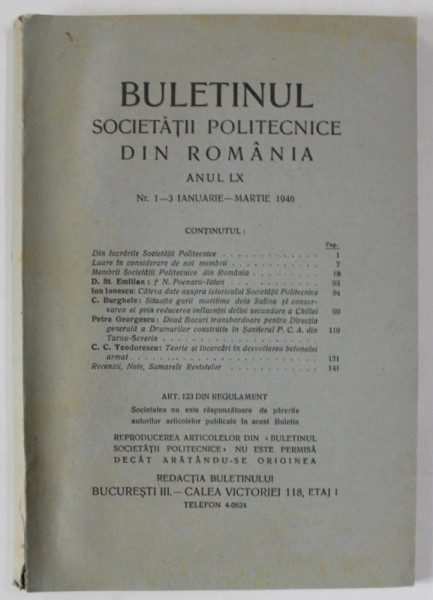 BULETINUL
SOCIETĂȚII POLITECNICE
DIN ROMÂNIA
ANUL LX
Nr. 1—3 IANUARIE—MARTIE 1946
CONȚINUTUL:
Pag.
Din lucrările Societății Politecnice . . . . . . . . . . . . 1
Luare în considerare de noi membrii . . . . . . . . . . . 7
Membrii Societății Politecnice din România . . . . . . . . 18
D. St. Emilian: † N. Poenaru-Iatan . . . . . . . . . . . 93
Ion Ionescu: Câteva date asupra istoricului Societății Politecnice 94
C. Burghele: Situația gurii maritime dela Sulina și conser-
varea ei prin reducerea influenței deltei secundare a Chiliei 99
Petre Georgescu: Două Bacuri transbordoare pentru Direcția
generală a Drumurilor construite în Șantierul P. C. A. din
Turnu-Severin . . . . . . . . . . . . . . . . . . 119
C. C. Teodorescu: Teorie și încercări în desvoltarea betonului
armat . . . . . . . . . . . . . . . . . . . . . 131
Recenzii, Note, Sumarele Revistelor . . . . . . . . . . . 141
ART. 123 DIN REGULAMENT
Societatea nu este răspunzătoare de părerile
autorilor articolelor publicate în acest Buletin
REPRODUCEREA ARTICOLELOR DIN «BULETINUL
SOCIETĂȚII POLITECNICE» NU ESTE PERMISĂ
DECÂT ARĂTÂNDU-SE ORIGINEA
REDACȚIA BULETINULUI
BUCUREȘTI III.—CALEA VICTORIEI 118, ETAJ I
TELEFON 4-0624